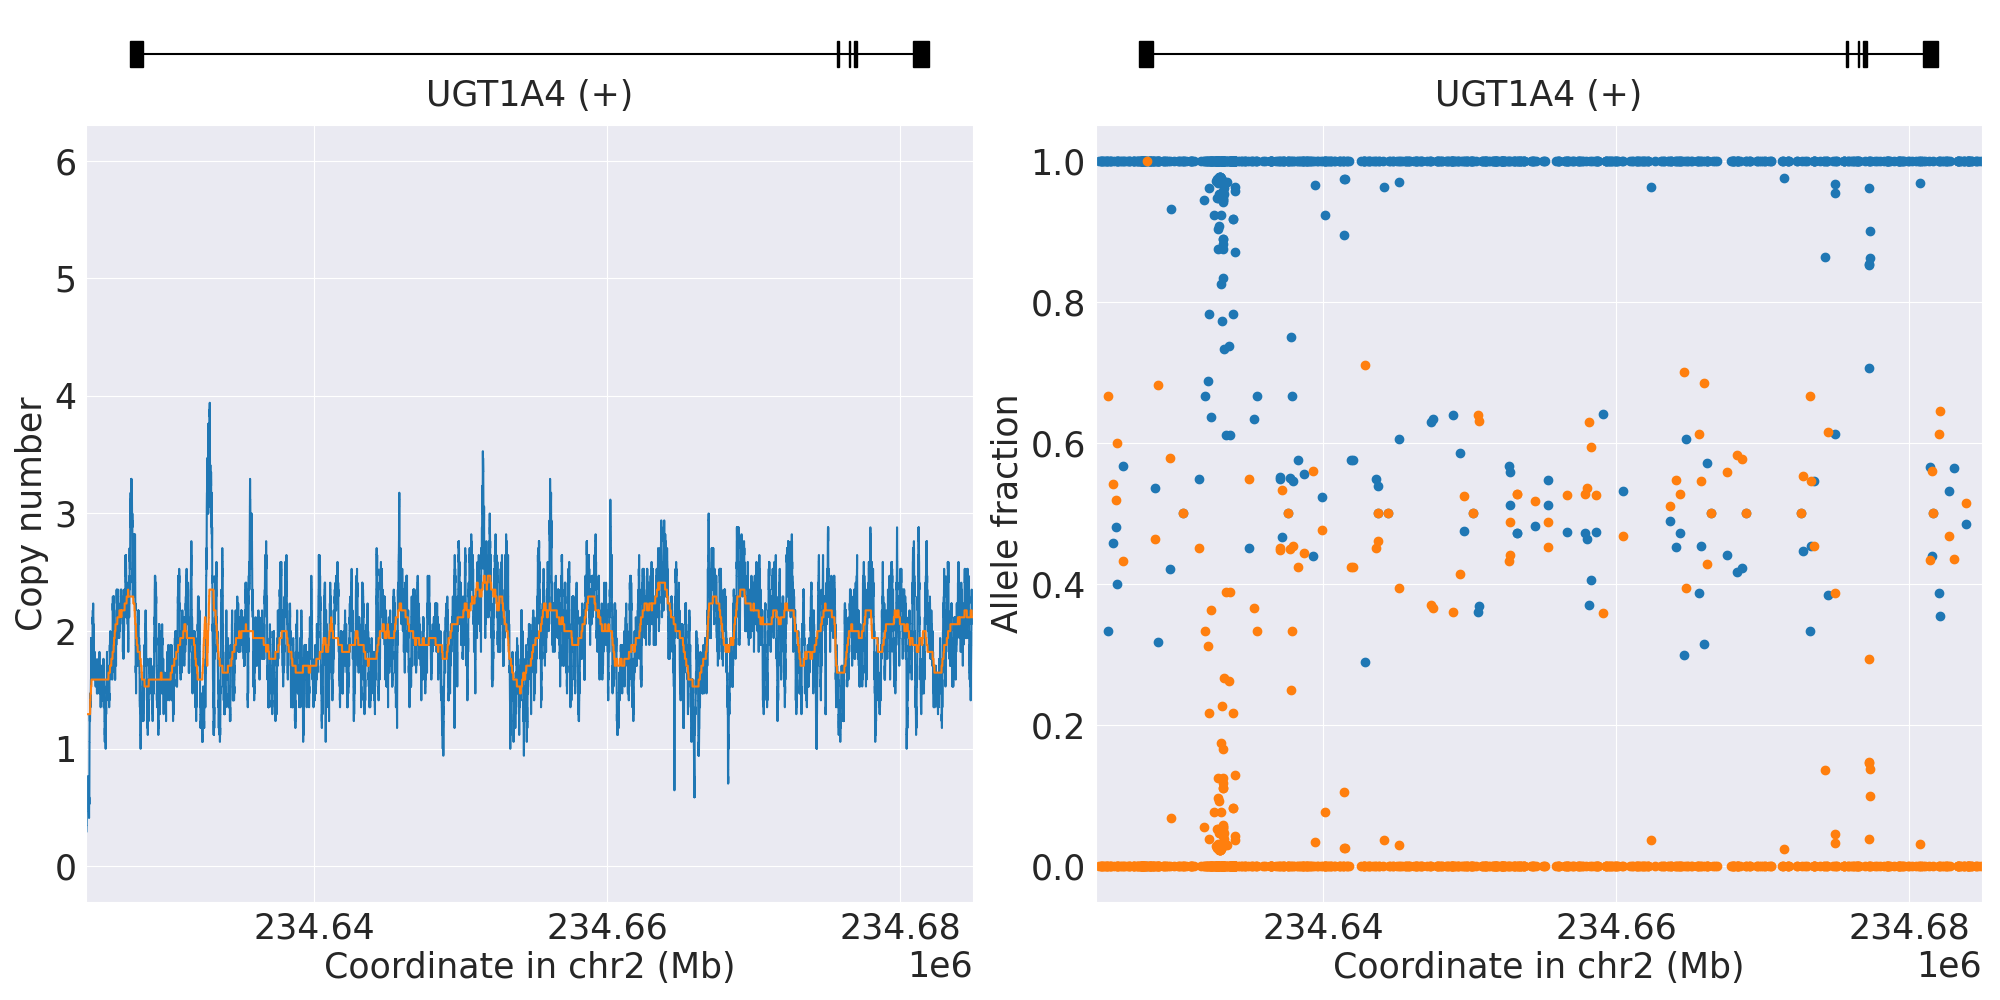 UGT1A4 (+)
6
5
4
3
2
1
0
Copy number
234.64
234.66
234.68
Coordinate in chr2 (Mb)
1e6
UGT1A4 (+)
1.0
0.8
0.6
0.4
0.2
0.0
Allele fraction
234.64
234.66
234.68
Coordinate in chr2 (Mb)
1e6